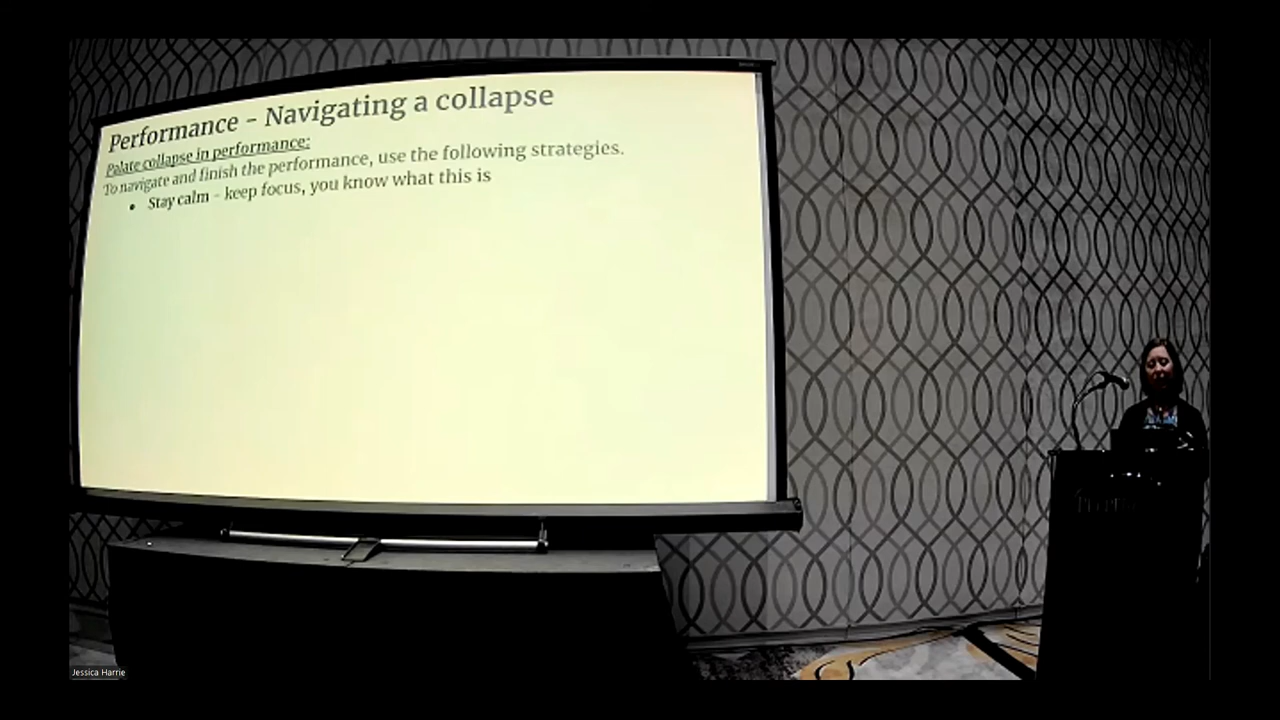 Performance - Navigating a collapse
Palate collapse in performance:
To navigate and finish the performance, use the following strategies.
• Stay calm - keep focus, you know what this is
Jessica Harrie